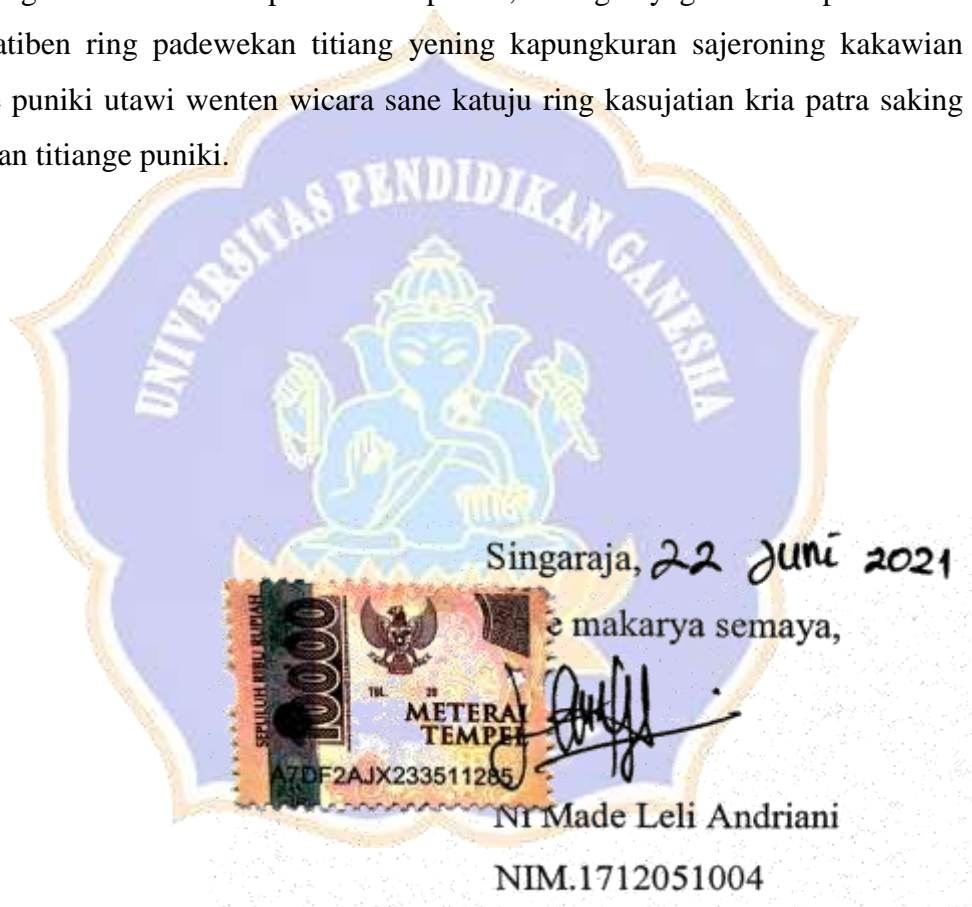 atiben ring padewekan titiang yening kapungkuran sajeroning kakawian
puniki utawi wenten wicara sane katuju ring kasujatian kria patra saking
an titiange puniki.
UNIVERSITAS PENDIDIKAN GANESHA
Singaraja, 22 Juni 2021
e makarya semaya,
SEPULUH RIBU RUPIAH
10000
TGL. 20
METERAI
TEMPEL
A7DF2AJX233511285
Ni Made Leli Andriani
NIM.1712051004